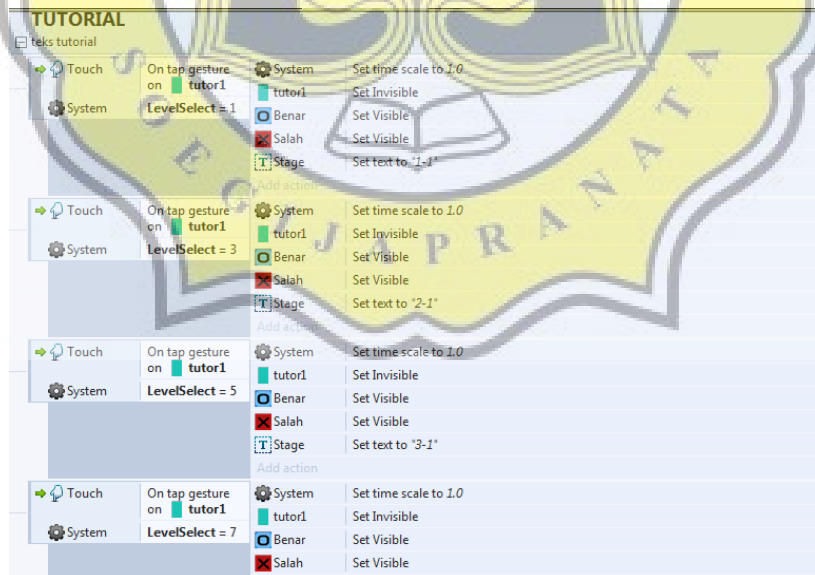 TUTORIAL
teks tutorial
Touch On tap gesture on tutor1
System LevelSelect = 1
System Set time scale to 1.0
tutor1 Set Invisible
Benar Set Visible
Salah Set Visible
T Stage Set text to "1-1"
Add action
Touch On tap gesture on tutor1
System LevelSelect = 3
System Set time scale to 1.0
tutor1 Set Invisible
Benar Set Visible
Salah Set Visible
T Stage Set text to "2-1"
Add action
Touch On tap gesture on tutor1
System LevelSelect = 5
System Set time scale to 1.0
tutor1 Set Invisible
Benar Set Visible
Salah Set Visible
T Stage Set text to "3-1"
Add action
Touch On tap gesture on tutor1
System LevelSelect = 7
System Set time scale to 1.0
tutor1 Set Invisible
Benar Set Visible
Salah Set Visible
SOEGIJAPRANATA